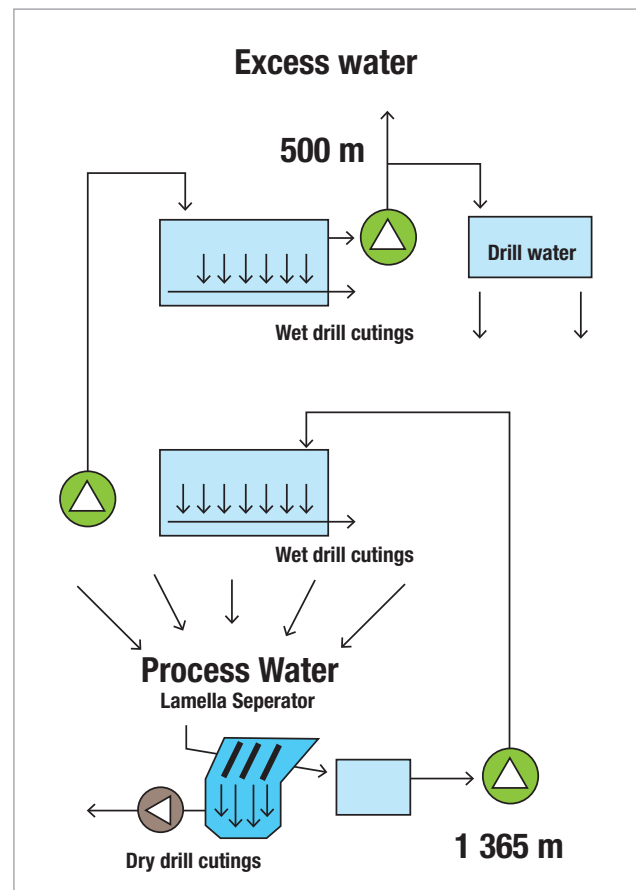 Excess water
500 m
Drill water
Wet drill cutings
Wet drill cutings
Process Water
Lamella Seperator
Dry drill cutings
1 365 m